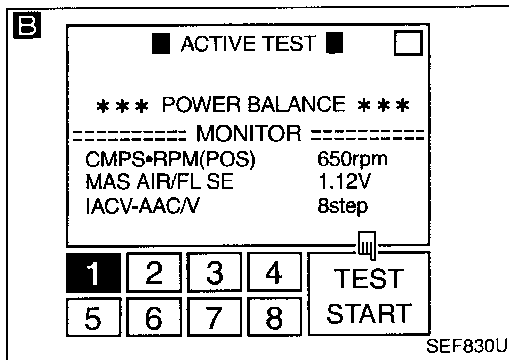 B
■ ACTIVE TEST ■
*** POWER BALANCE ***
========= MONITOR =========
CMPS•RPM(POS) 650rpm
MAS AIR/FL SE 1.12V
IACV-AAC/V 8step
1 2 3 4 TEST
5 6 7 8 START
SEF830U